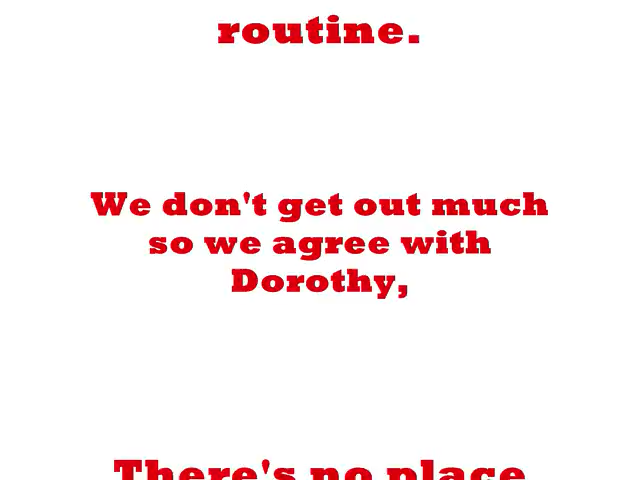 routine.
We don't get out much
so we agree with
Dorothy,
There's no place